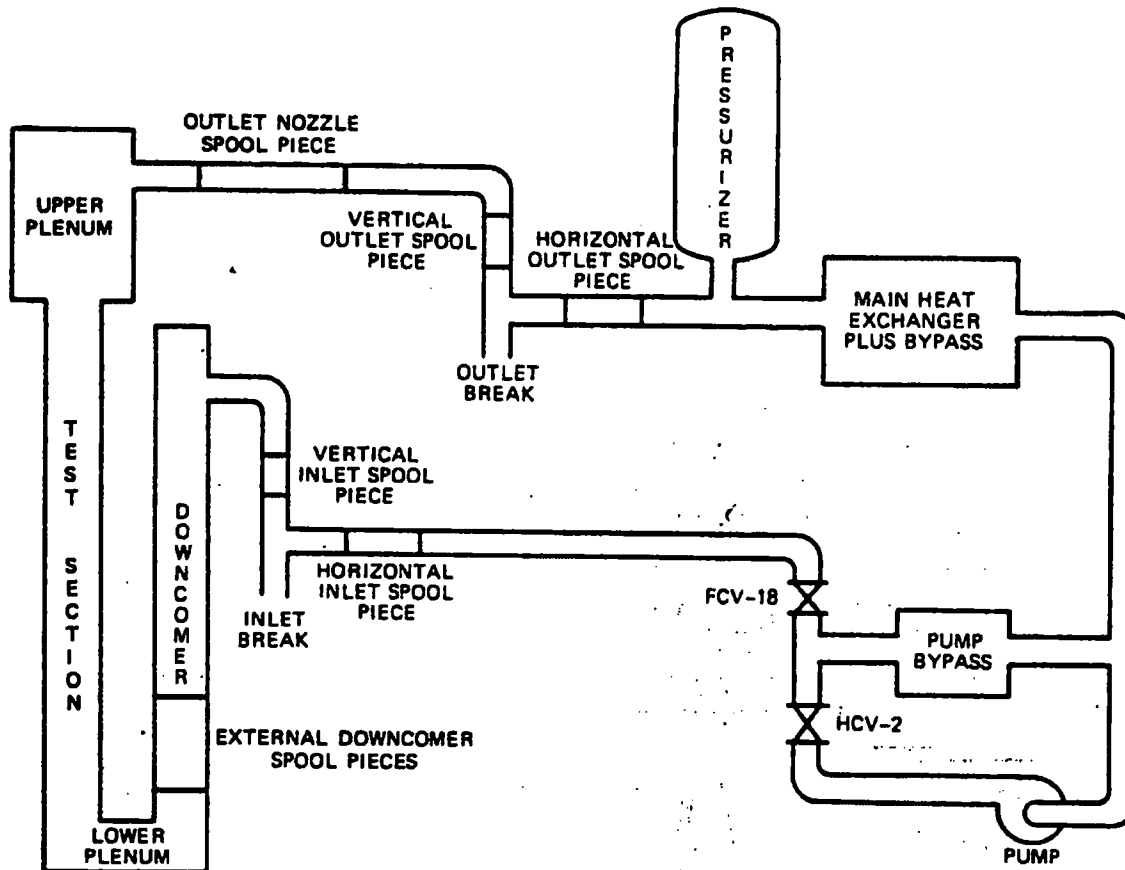 PRESSURIZER
OUTLET NOZZLE
SPOOL PIECE
UPPER
PLENUM
VERTICAL
OUTLET SPOOL
PIECE
HORIZONTAL
OUTLET SPOOL
PIECE
MAIN HEAT
EXCHANGER
PLUS BYPASS
OUTLET
BREAK
TEST SECTION
DOWNCOMER
VERTICAL
INLET SPOOL
PIECE
HORIZONTAL
INLET SPOOL
PIECE
INLET
BREAK
FCV-18
PUMP
BYPASS
HCV-2
EXTERNAL DOWNCOMER
SPOOL PIECES
LOWER
PLENUM
PUMP